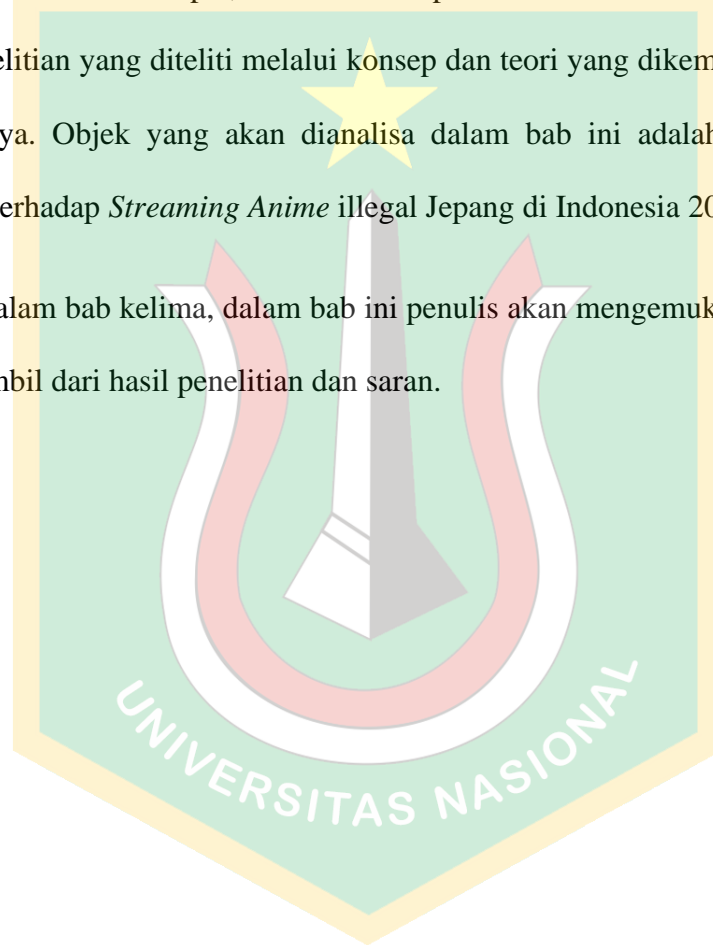 elitian yang diteliti melalui konsep dan teori yang dikem
ya. Objek yang akan dianalisa dalam bab ini adalah
erhadap Streaming Anime illegal Jepang di Indonesia 20
alam bab kelima, dalam bab ini penulis akan mengemuk
mbil dari hasil penelitian dan saran.
UNIVERSITAS NASIONAL